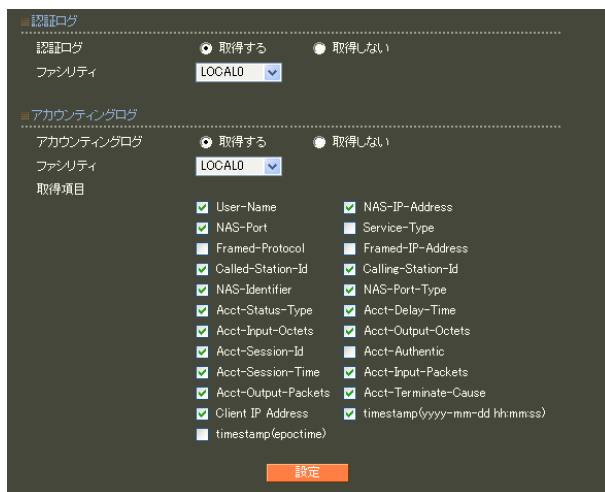 認証ログ
認証ログ 取得する 取得しない
ファシリティ LOCAL0
アカウンティングログ
アカウンティングログ 取得する 取得しない
ファシリティ LOCAL0
取得項目
User-Name NAS-IP-Address
NAS-Port Service-Type
Framed-Protocol Framed-IP-Address
Called-Station-Id Calling-Station-Id
NAS-Identifier NAS-Port-Type
Acct-Status-Type Acct-Delay-Time
Acct-Input-Octets Acct-Output-Octets
Acct-Session-Id Acct-Authentic
Acct-Session-Time Acct-Input-Packets
Acct-Output-Packets Acct-Terminate-Cause
Client IP Address timestamp(yyyy-mm-dd hh:mm:ss)
timestamp(epoctime)
設定